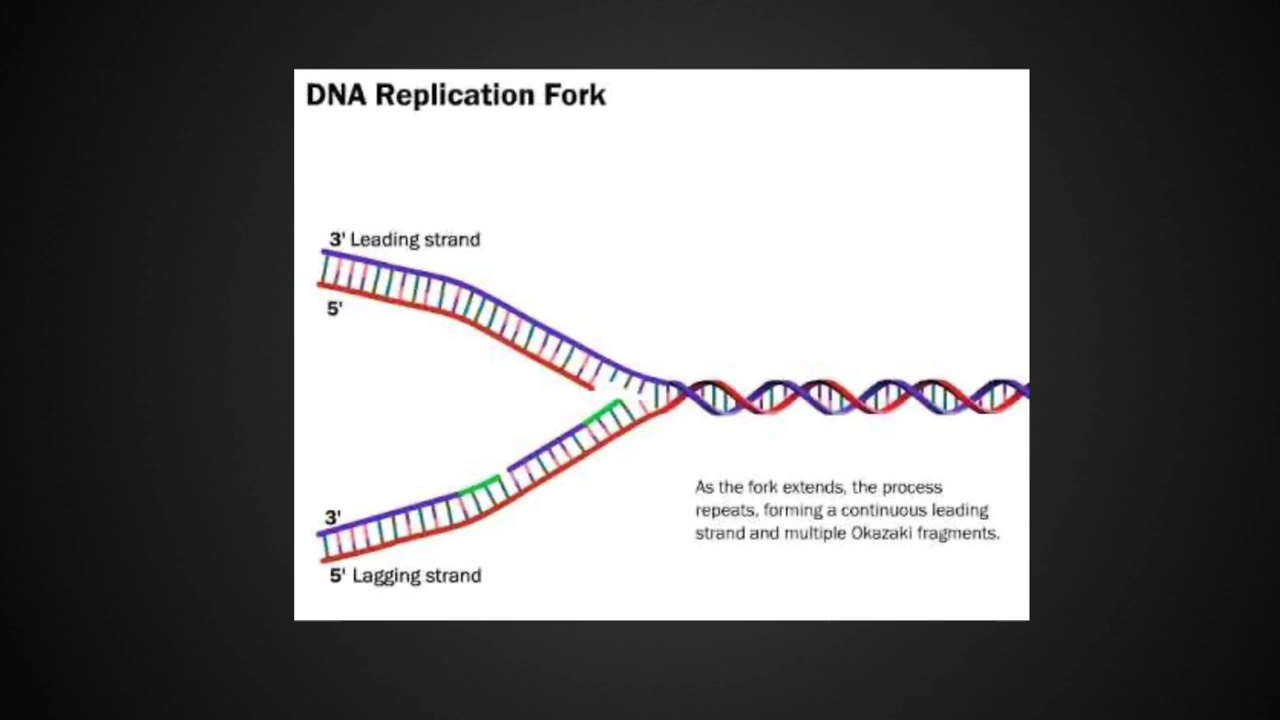 DNA Replication Fork
3' Leading strand
5'
3'
5' Lagging strand
As the fork extends, the process
repeats, forming a continuous leading
strand and multiple Okazaki fragments.